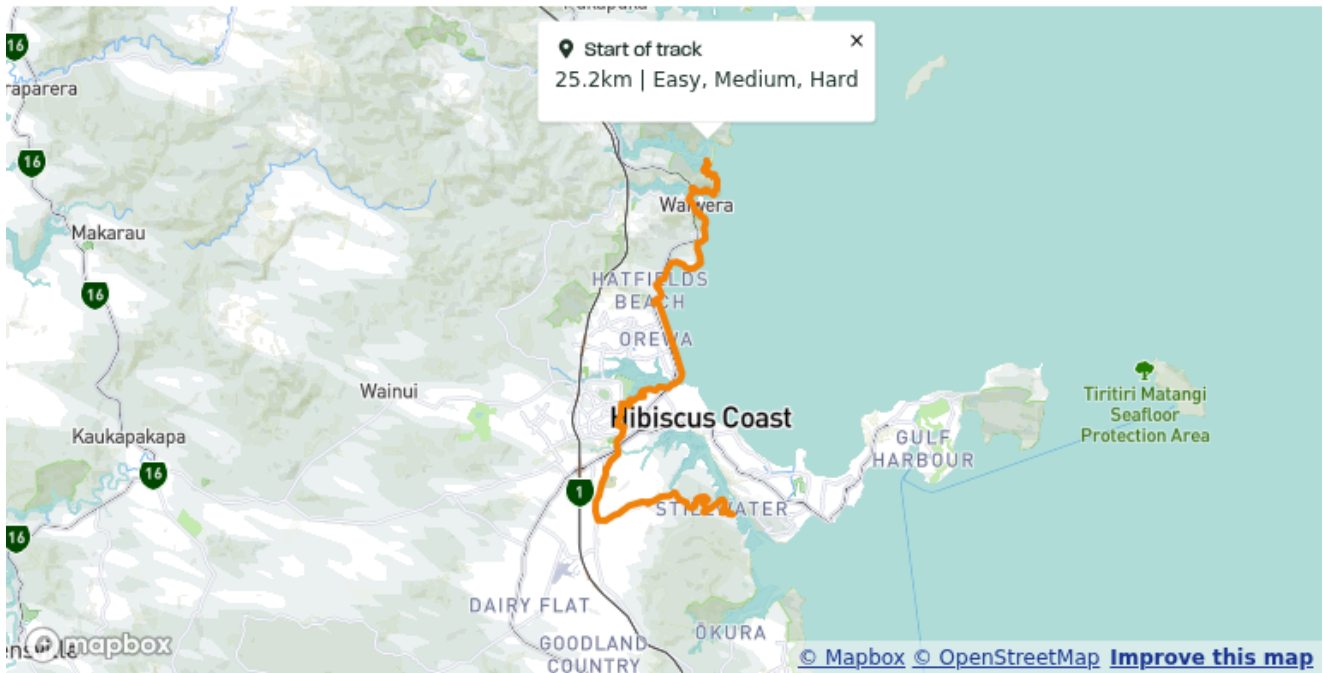 Start of track
×
25.2km | Easy, Medium, Hard
16
16
Makarau
16
Waiwera
HATFIELDS
BEACH
OREWA
Wainui
Hibiscus Coast
Tiritiri Matangi
Seafloor
Protection Area
Kaukapakapa
16
GULF
HARBOUR
1
STILLWATER
16
DAIRY FLAT
GOODLAND
COUNTRY
ŌKURA
mapbox
© Mapbox © OpenStreetMap Improve this map